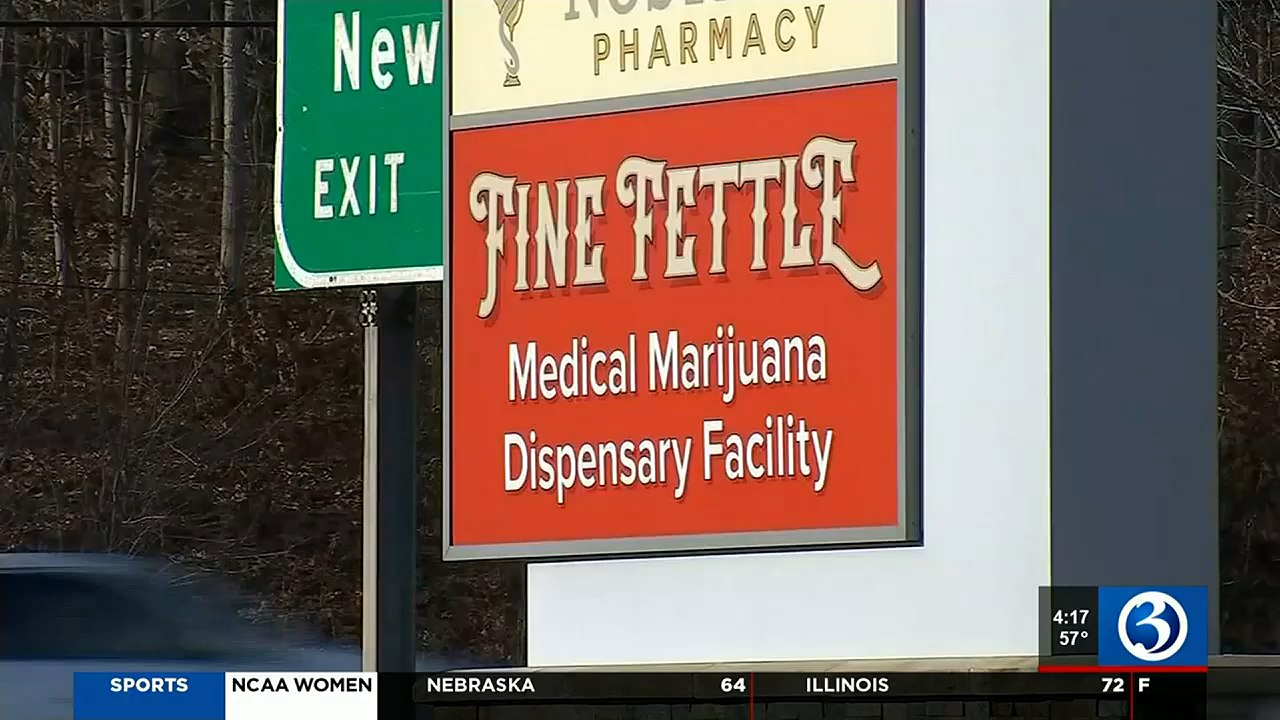 New
EXIT
PHARMACY
FINE FETTLE
Medical Marijuana
Dispensary Facility
4:17
57°
3
SPORTS NCAA WOMEN NEBRASKA 64 ILLINOIS 72 F